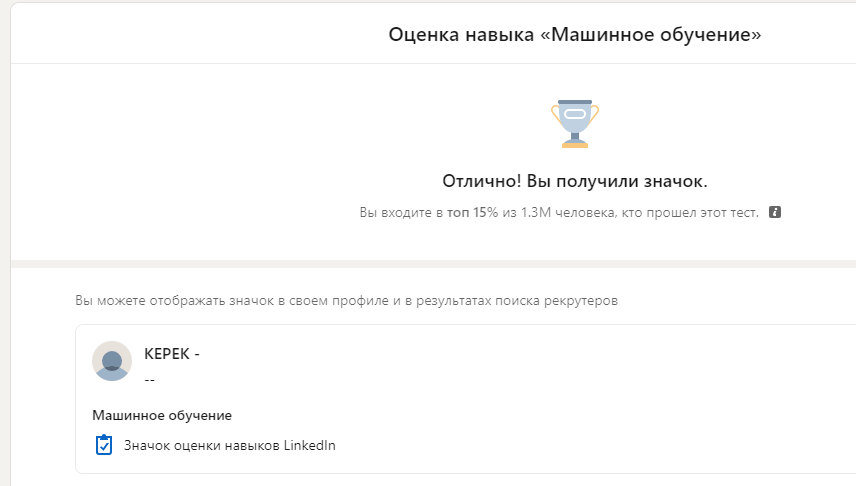 Оценка навыка «Машинное обучение»
Отлично! Вы получили значок.
Вы входите в топ 15% из 1.3M человека, кто прошел этот тест.
Вы можете отображать значок в своем профиле и в результатах поиска рекрутеров
КЕРЕК -
--
Машинное обучение
Значок оценки навыков LinkedIn